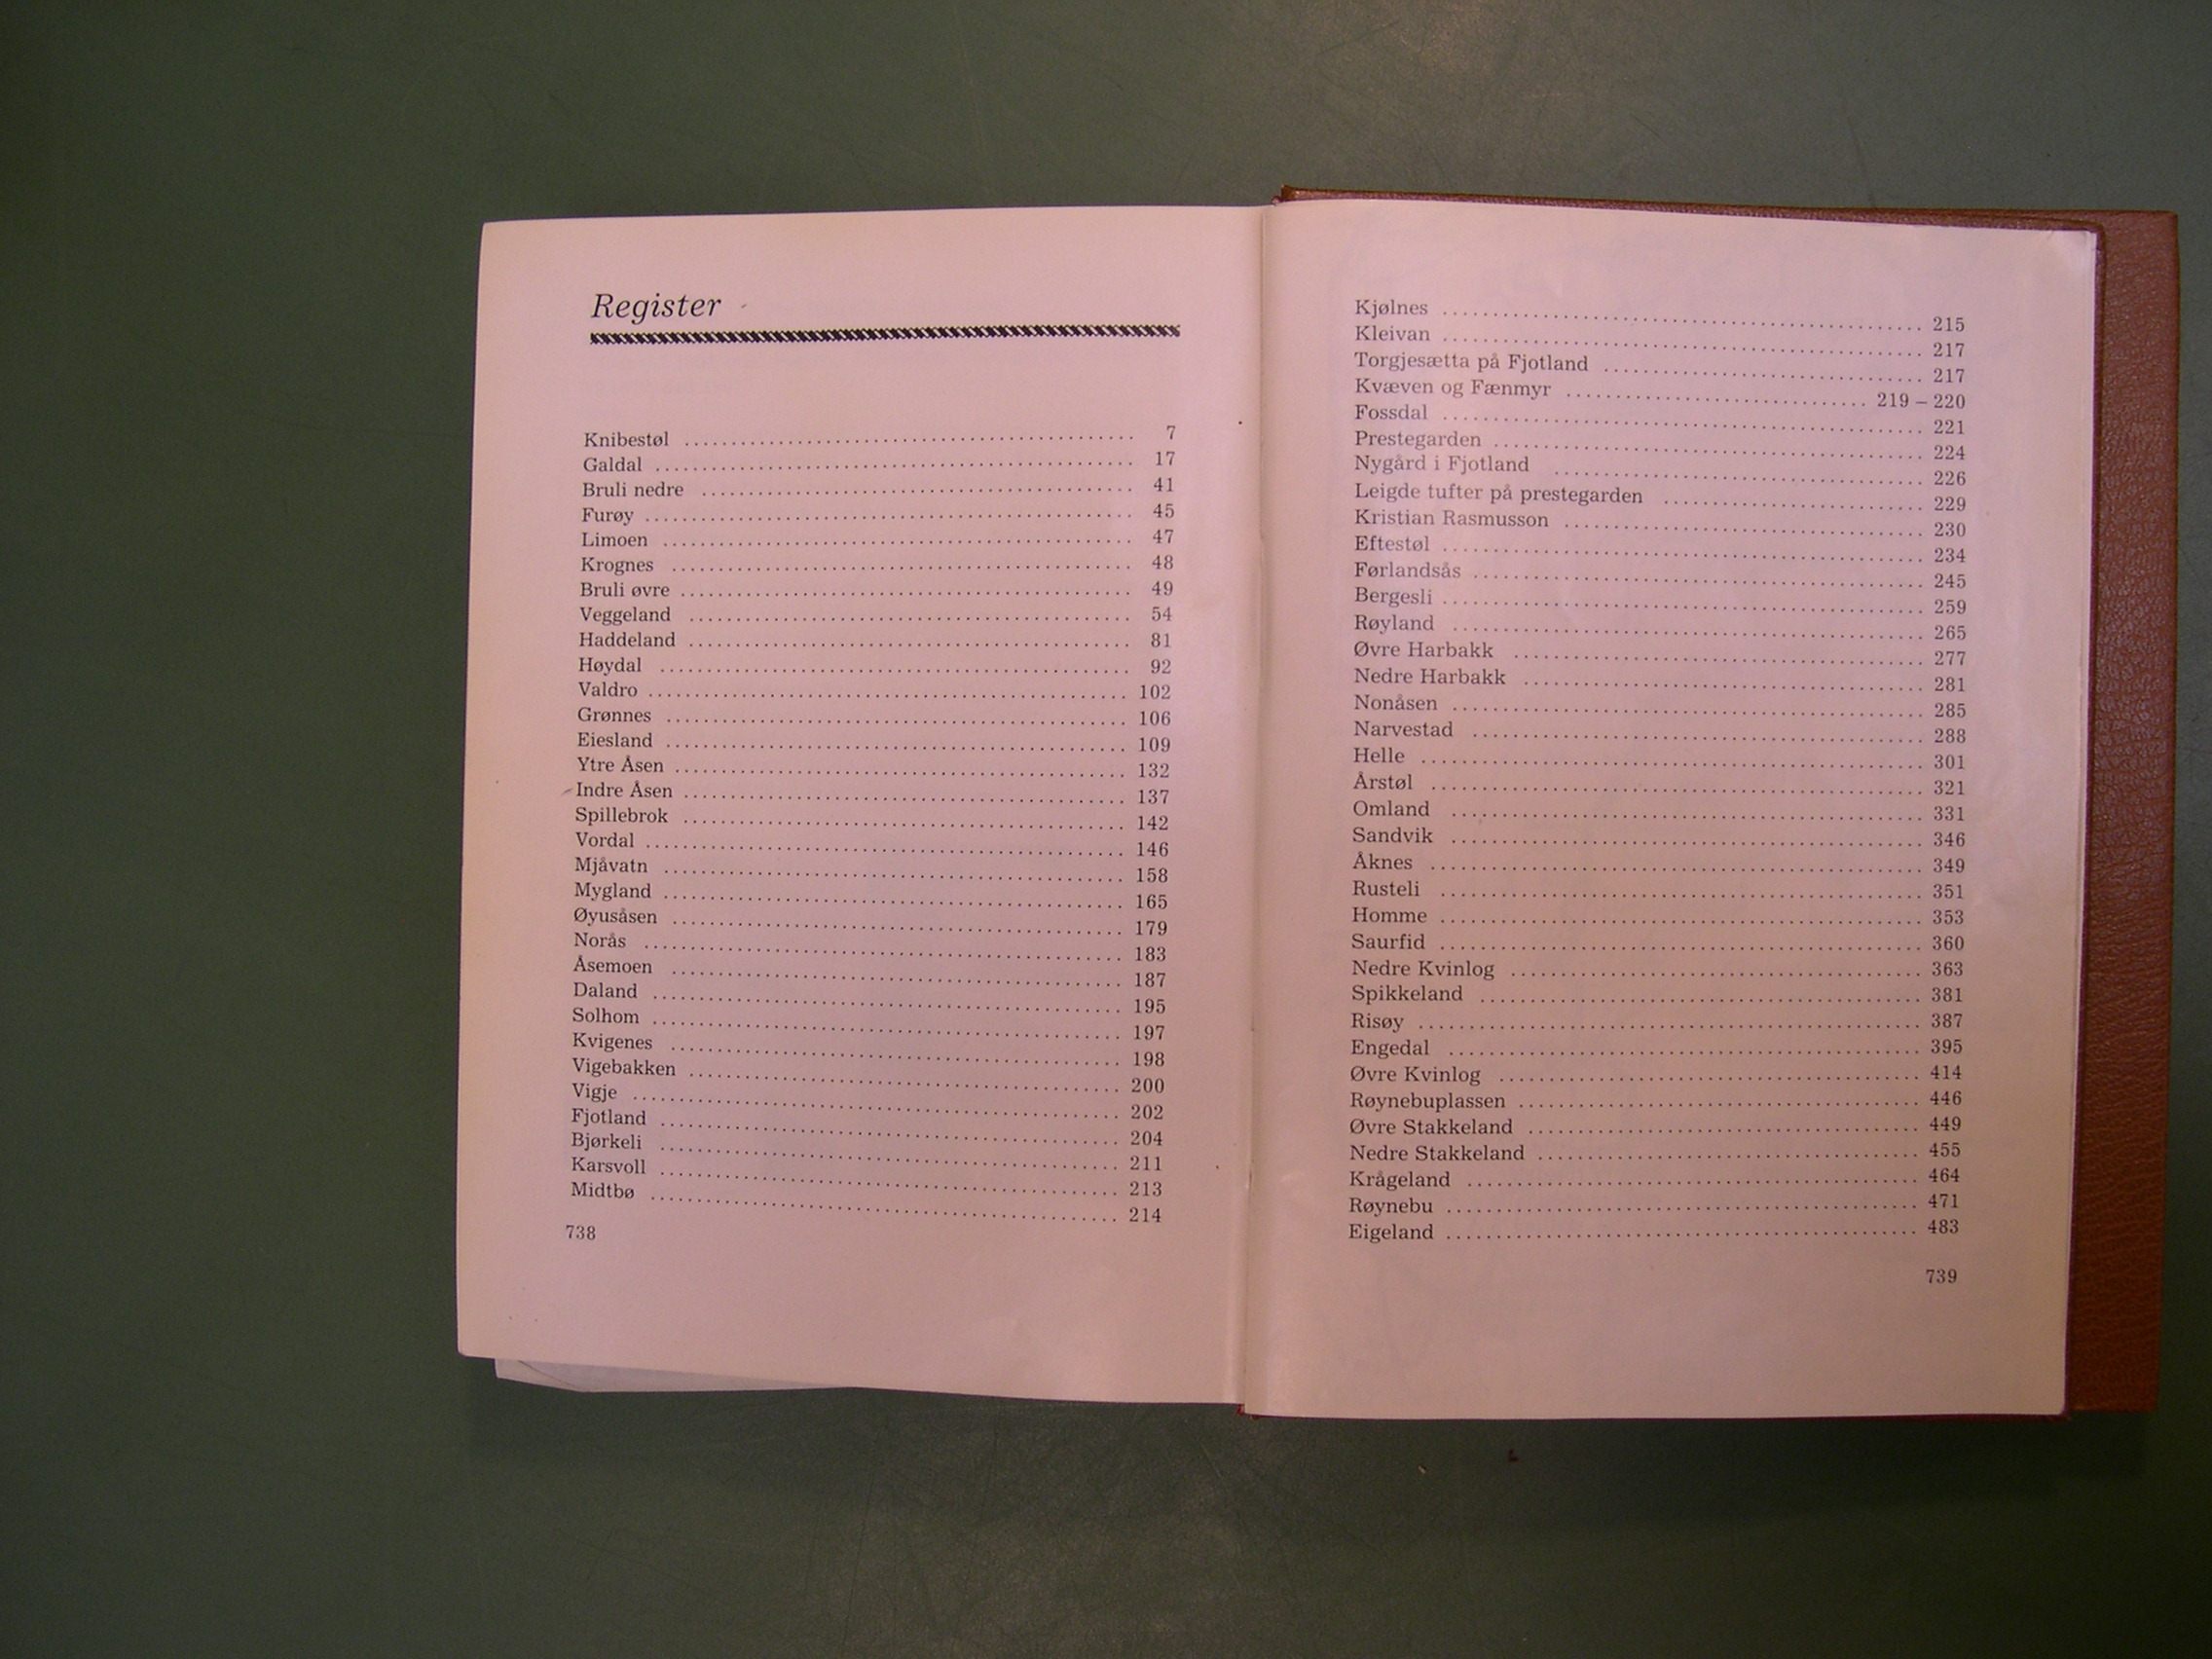 Register
Knibestøl 7
Galdal 17
Bruli nedre 41
Furøy 45
Limoen 47
Krognes 48
Bruli øvre 49
Veggeland 54
Haddeland 81
Høydal 92
Valdro 102
Grønnes 106
Eiesland 109
Ytre Åsen 132
Indre Åsen 137
Spillebrok 142
Vordal 146
Mjåvatn 158
Mygland 165
Øyusåsen 179
Norås 183
Åsemoen 187
Daland 195
Solhom 197
Kvigenes 198
Vigebakken 200
Vigje 202
Fjotland 204
Bjørkeli 211
Karsvoll 213
Midtbø 214
738
Kjølnes 215
Kleivan 217
Torgjesætta på Fjotland 217
Kvæven og Fænmyr 219 – 220
Fossdal 221
Prestegarden 224
Nygård i Fjotland 226
Leigde tufter på prestegarden 229
Kristian Rasmusson 230
Eftestøl 234
Førlandsås 245
Bergesli 259
Røyland 265
Øvre Harbakk 277
Nedre Harbakk 281
Nonåsen 285
Narvestad 288
Helle 301
Årstøl 321
Omland 331
Sandvik 346
Åknes 349
Rusteli 351
Homme 353
Saurfid 360
Nedre Kvinlog 363
Spikkeland 381
Risøy 387
Engedal 395
Øvre Kvinlog 414
Røynebuplassen 446
Øvre Stakkeland 449
Nedre Stakkeland 455
Krågeland 464
Røynebu 471
Eigeland 483
739